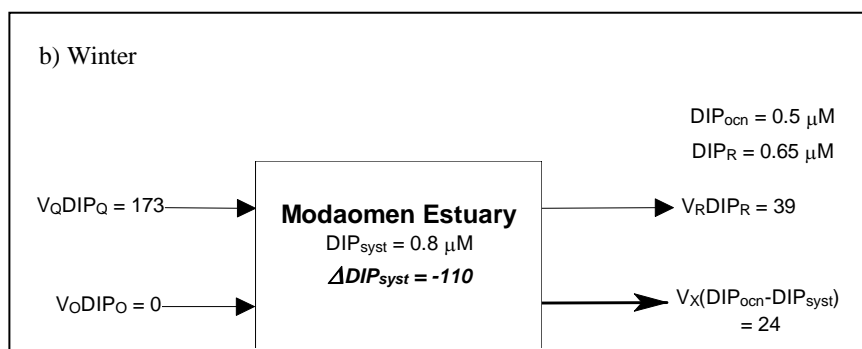 b) Winter
DIPocn = 0.5 μM
DIPR = 0.65 μM
VQDIPQ = 173
Modaomen Estuary
DIPsyst = 0.8 μM
ΔDIPsyst = -110
VRDIPR = 39
VODIPO = 0
VX(DIPocn-DIPsyst)
= 24